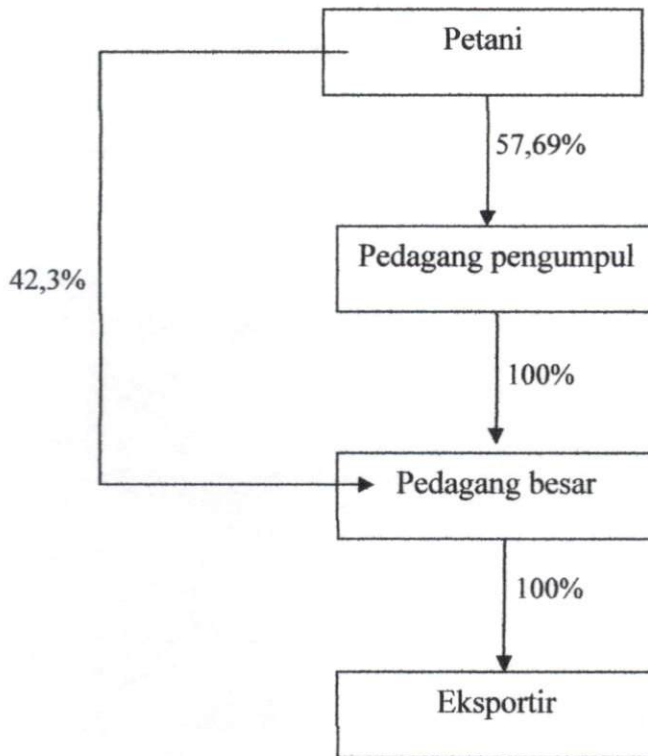 Petani
57,69%
Pedagang pengumpul
42,3%
100%
Pedagang besar
100%
Eksportir